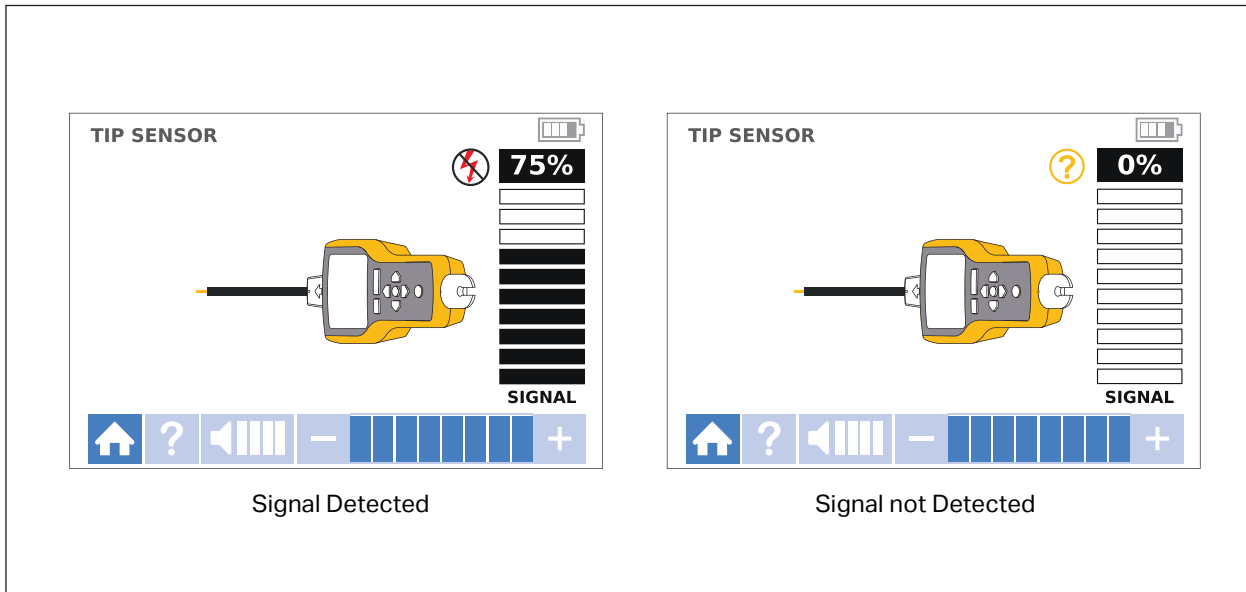 TIP SENSOR
75%
SIGNAL
?
− +
Signal Detected
TIP SENSOR
?
0%
SIGNAL
?
− +
Signal not Detected